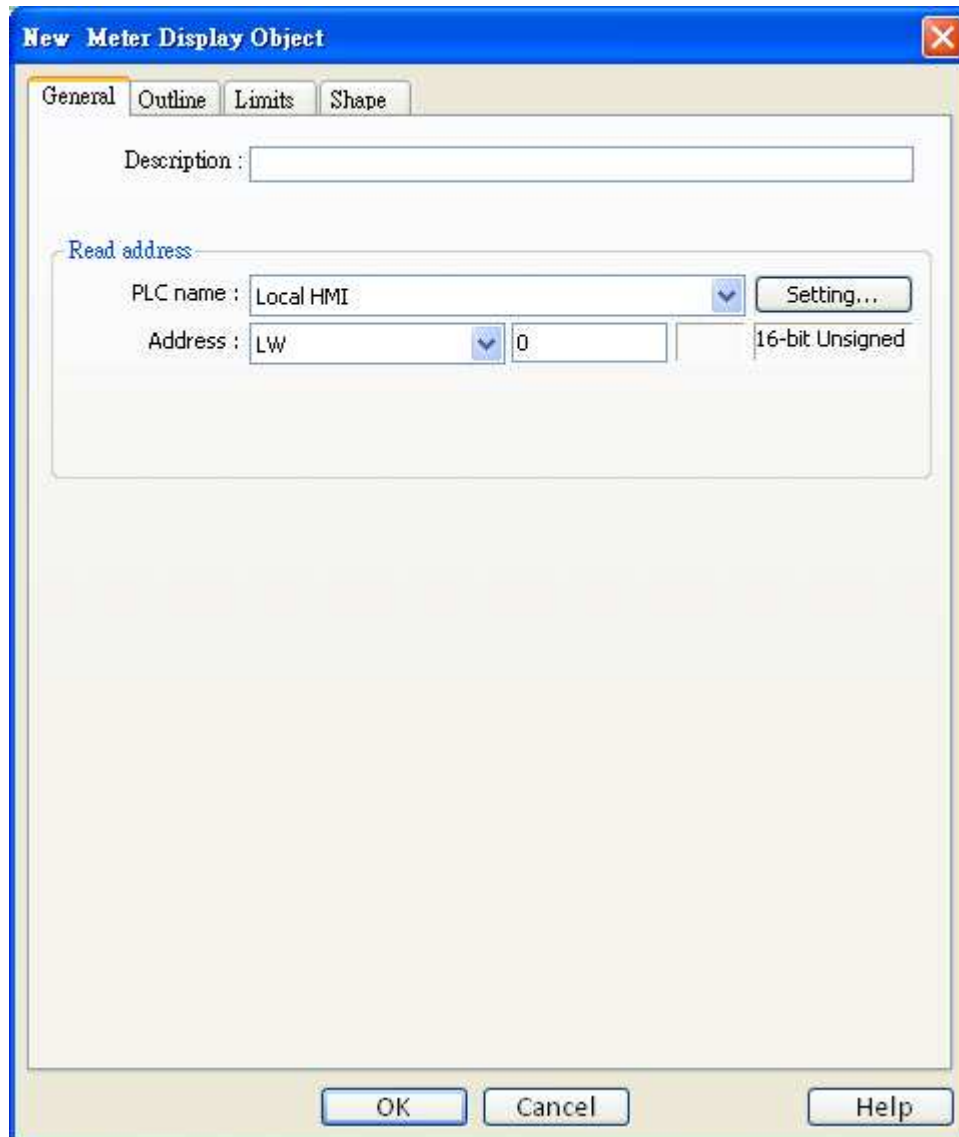 New Meter Display Object
General Outline Limits Shape
Description :
Read address
PLC name : Local HMI Setting...
Address : LW 0 16-bit Unsigned
OK Cancel Help